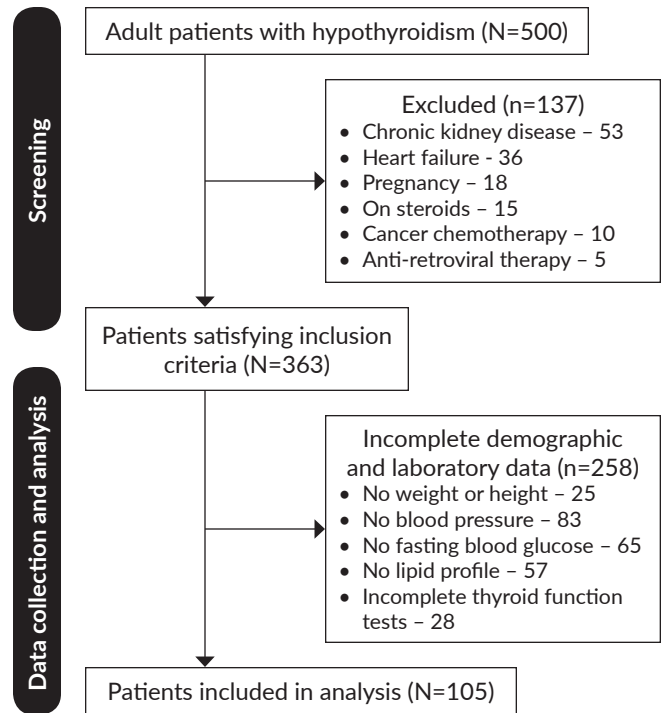 Screening
Adult patients with hypothyroidism (N=500)
Excluded (n=137)
• Chronic kidney disease – 53
• Heart failure - 36
• Pregnancy – 18
• On steroids – 15
• Cancer chemotherapy – 10
• Anti-retroviral therapy – 5
Patients satisfying inclusion
criteria (N=363)
Data collection and analysis
Incomplete demographic
and laboratory data (n=258)
• No weight or height – 25
• No blood pressure – 83
• No fasting blood glucose – 65
• No lipid profile – 57
• Incomplete thyroid function
tests – 28
Patients included in analysis (N=105)